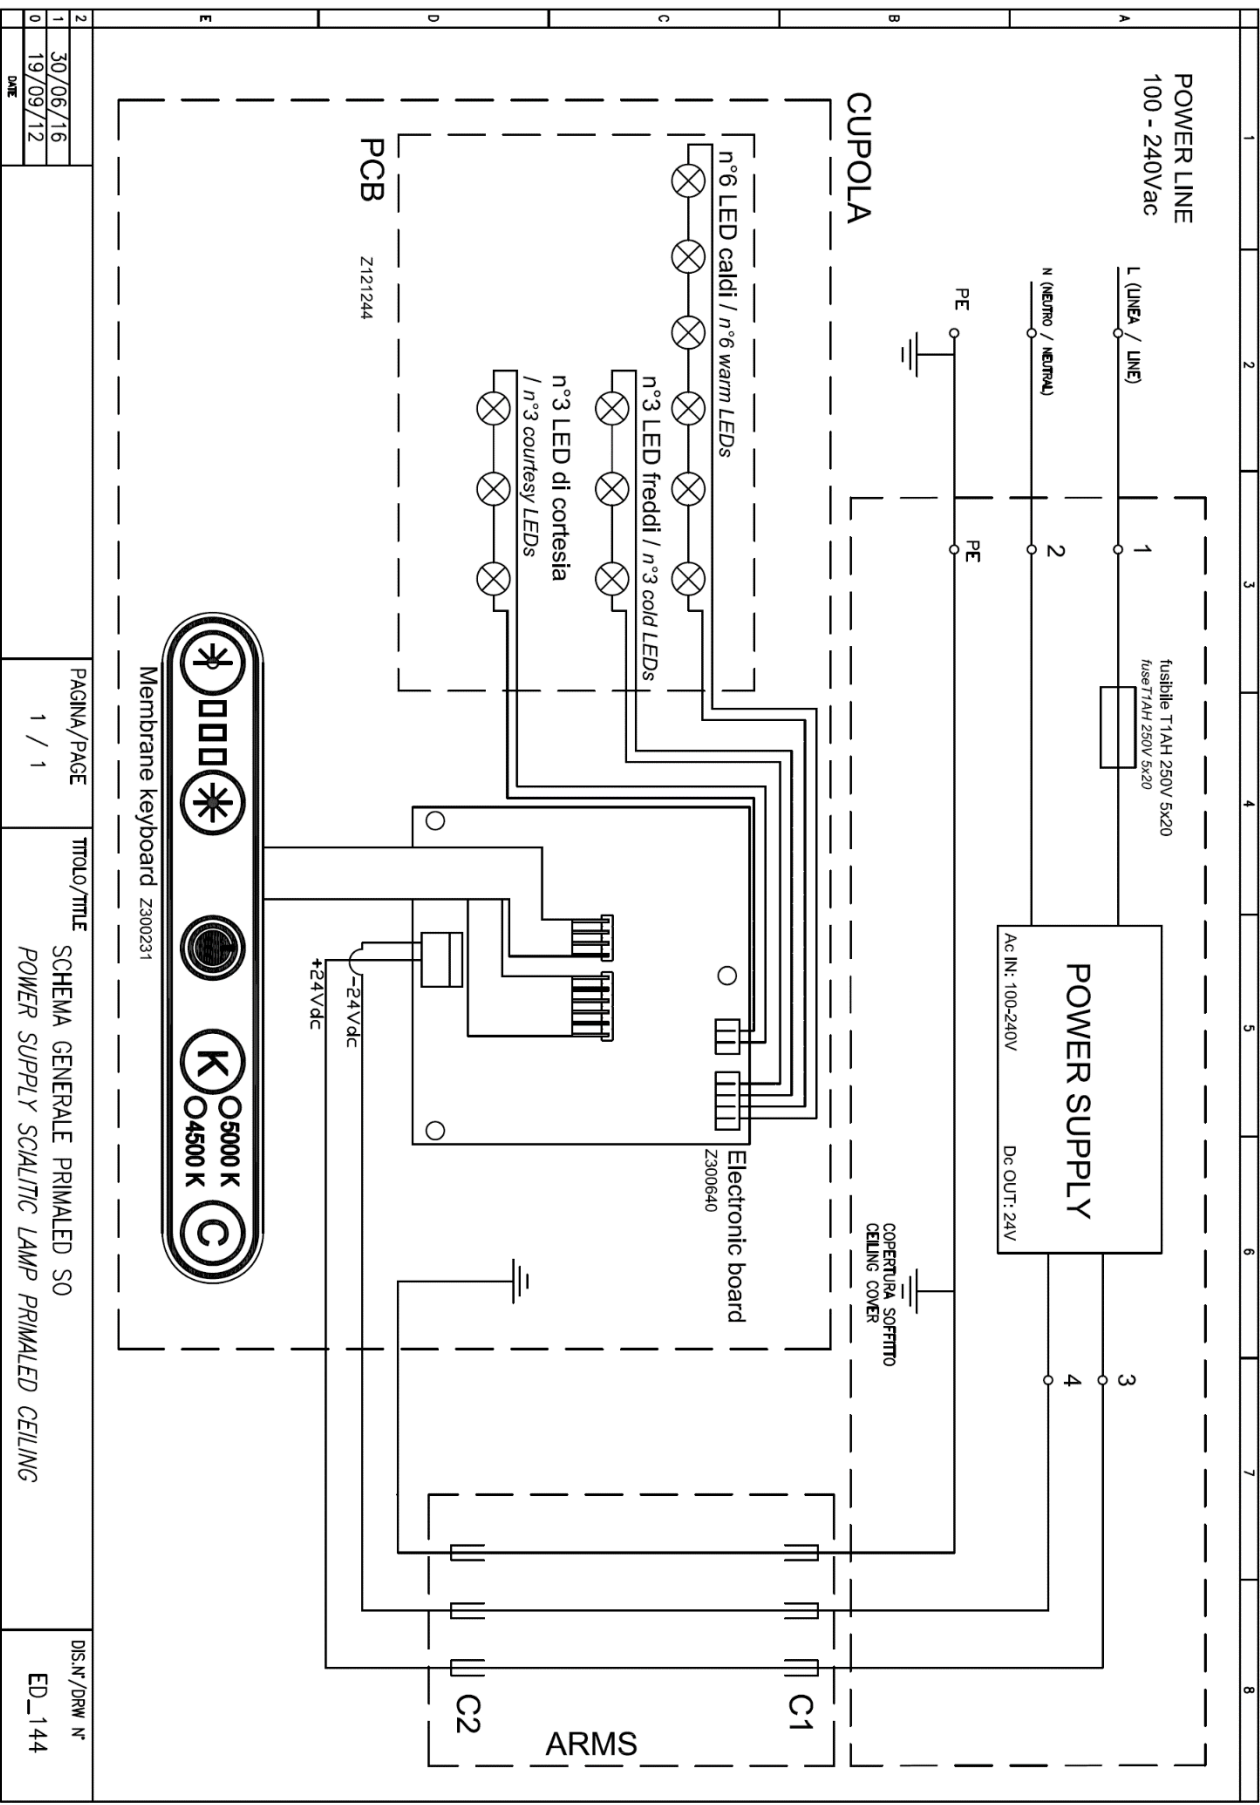 1
2
3
4
5
6
7
8
A
B
C
D
E
POWER LINE
100 - 240Vac
L (LINEA / LINE)
N (NEUTRO / NEUTRAL)
PE
1
2
PE
fusibile T1AH 250V 5x20
fuseT1AH 250V 5x20
POWER SUPPLY
Ac IN: 100-240V
Dc OUT: 24V
3
4
COPERTURA SOFFITTO
CEILING COVER
CUPOLA
n°6 LED caldi / n°6 warm LEDs
n°3 LED freddi / n°3 cold LEDs
n°3 LED di cortesia
/ n°3 courtesy LEDs
PCB
Z121244
Electronic board
Z300640
-24Vdc
+24Vdc
C1
C2
ARMS
K
5000 K
4500 K
C
Membrane keyboard Z300231
2
1 30/06/16
0 19/09/12
DATE
PAGINA/PAGE
1 / 1
TITOLO/TITLE
SCHEMA GENERALE PRIMALED SO
POWER SUPPLY SCIALITIC LAMP PRIMALED CEILING
DIS.N°/DRW N°
ED_144